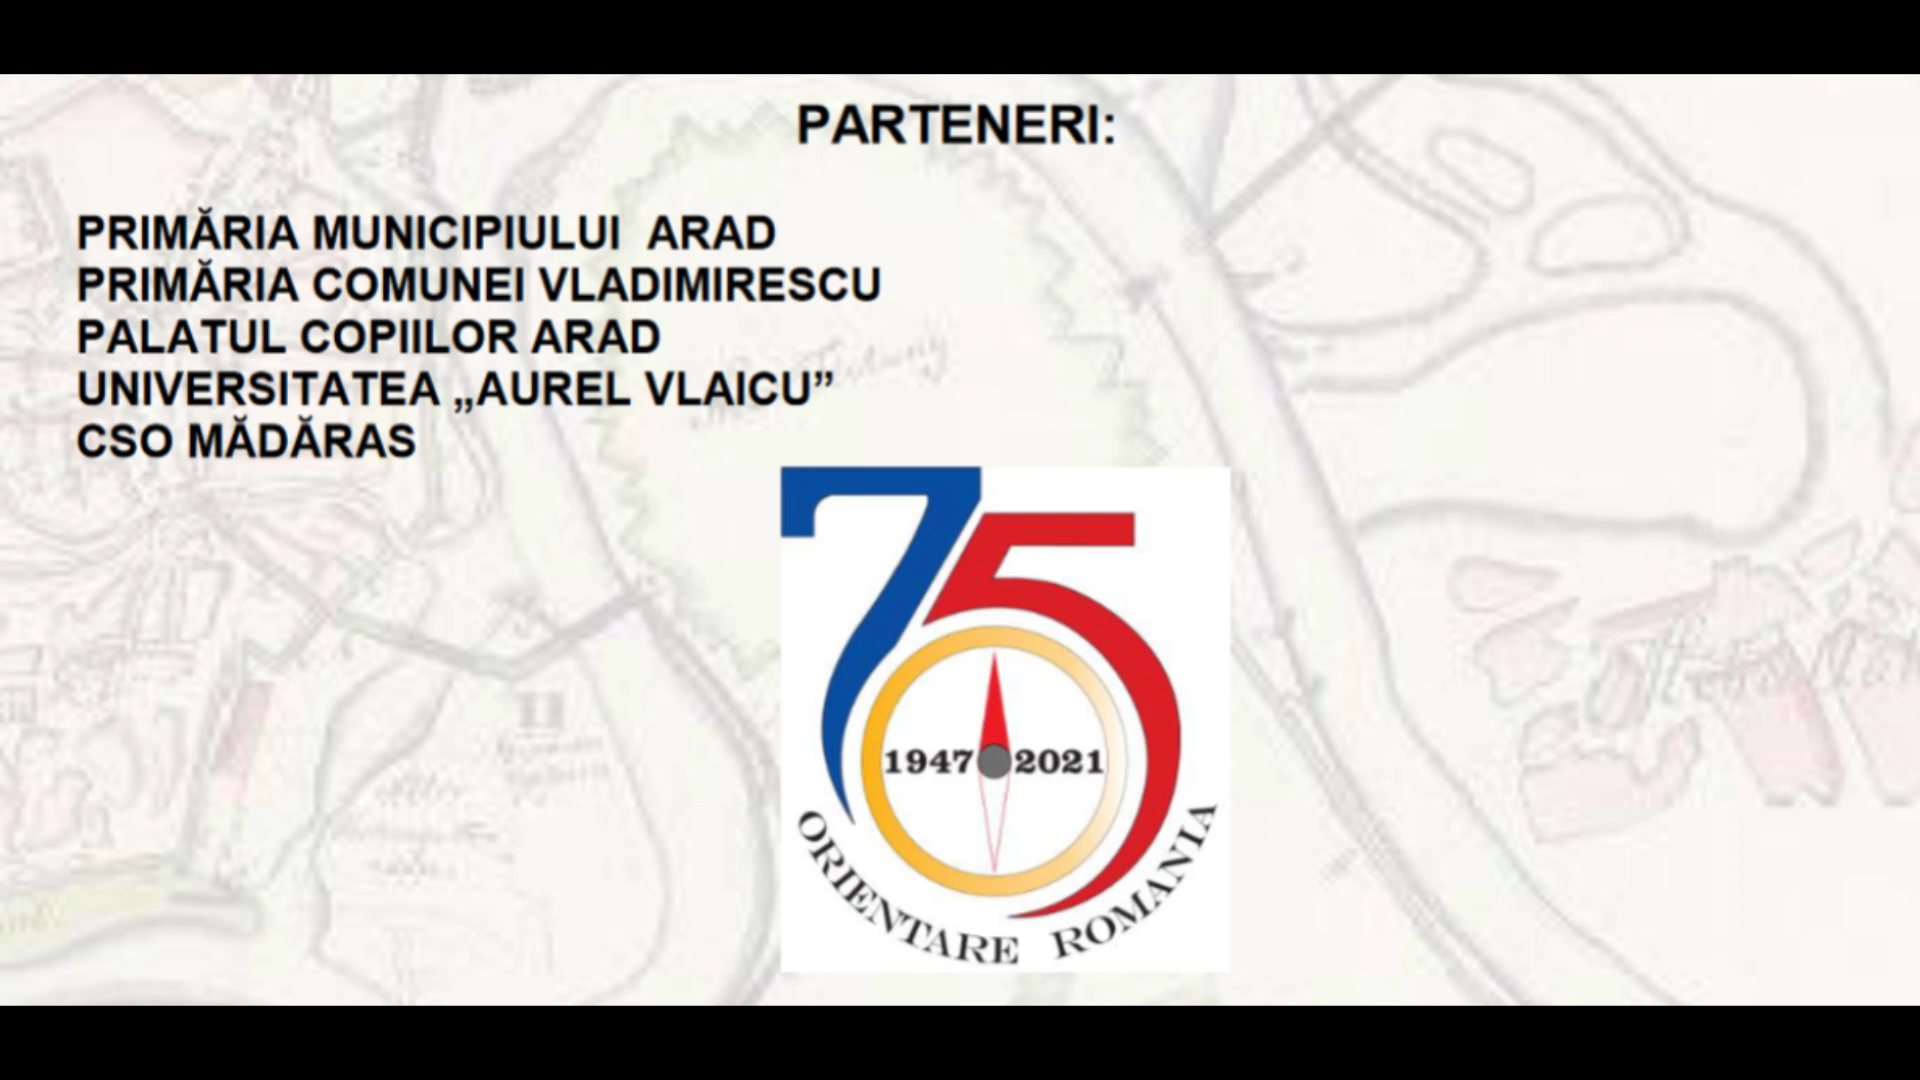 PARTENERI:
PRIMĂRIA MUNICIPIULUI ARAD
PRIMĂRIA COMUNEI VLADIMIRESCU
PALATUL COPIILOR ARAD
UNIVERSITATEA „AUREL VLAICU”
CSO MĂDĂRAS
75
1947 2021
ORIENTARE ROMANIA